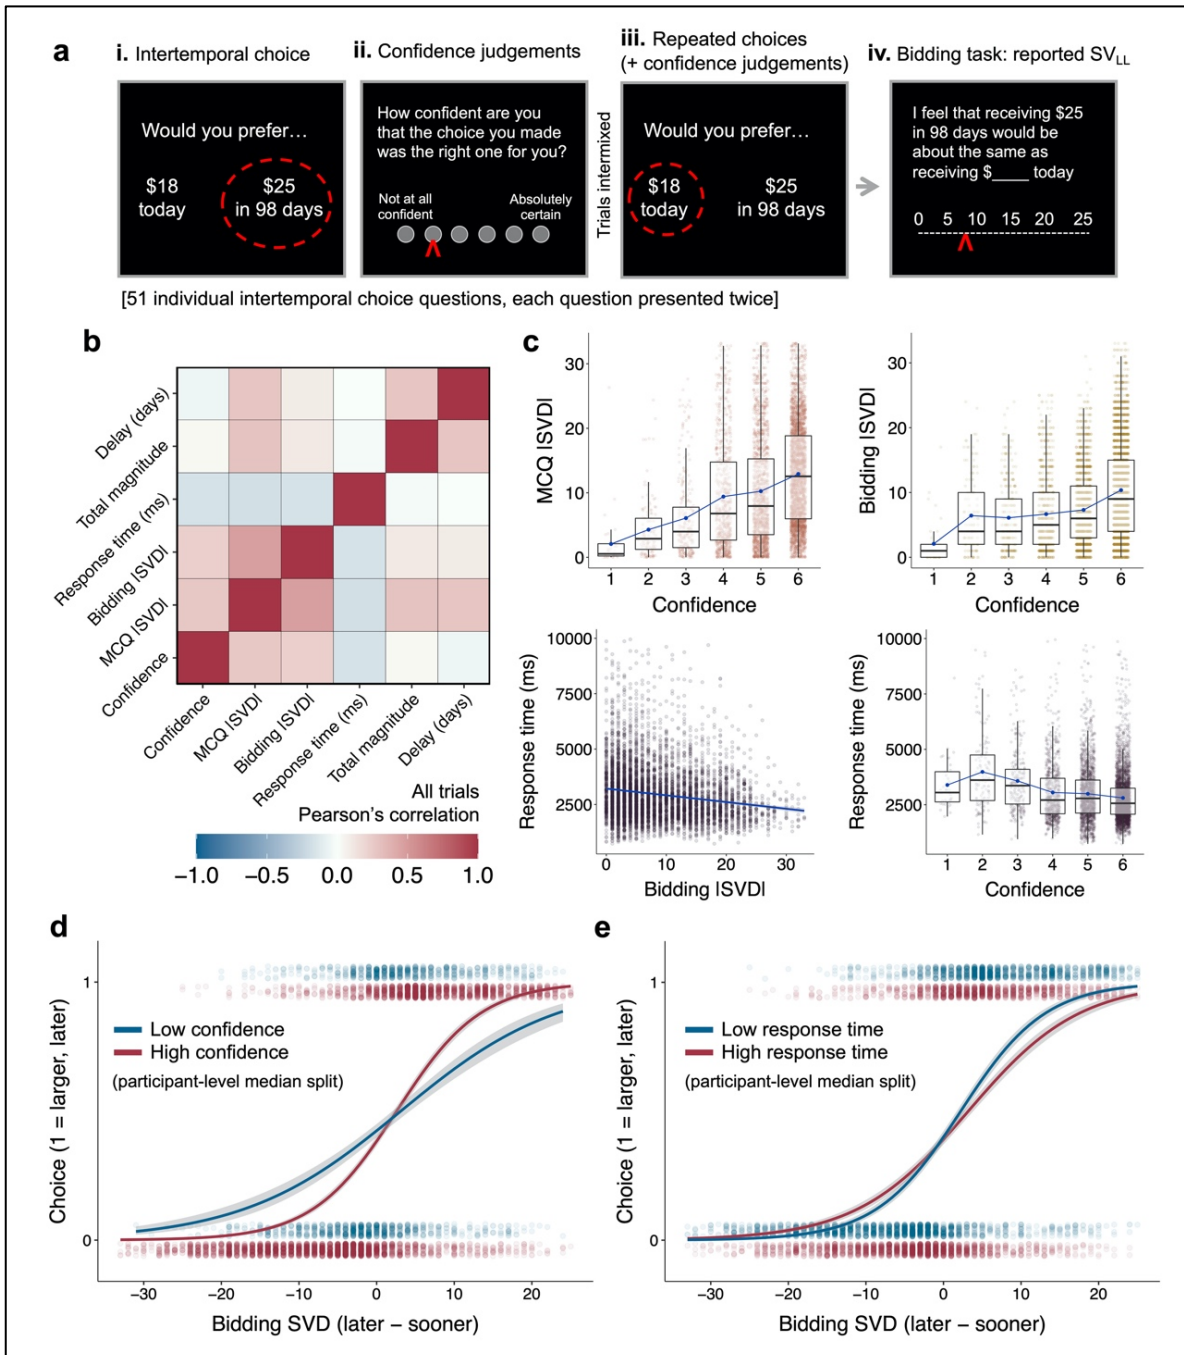 a
i. Intertemporal choice
Would you prefer...
$18
today
$25
in 98 days
ii. Confidence judgements
How confident are you
that the choice you made
was the right one for you?
Not at all
confident
Absolutely
certain
Trials intermixed
iii. Repeated choices
(+ confidence judgements)
Would you prefer...
$18
today
$25
in 98 days
iv. Bidding task: reported SVLL
I feel that receiving $25
in 98 days would be
about the same as
receiving $____ today
0 5 10 15 20 25
[51 individual intertemporal choice questions, each question presented twice]
b
Delay (days)
Total magnitude
Response time (ms)
Bidding |SVD|
MCQ |SVD|
Confidence
Confidence
MCQ |SVD|
Bidding |SVD|
Response time (ms)
Total magnitude
Delay (days)
All trials
Pearson's correlation
−1.0 −0.5 0.0 0.5 1.0
c
MCQ |SVD|
30
20
10
0
1 2 3 4 5 6
Confidence
Bidding |SVD|
30
20
10
0
1 2 3 4 5 6
Confidence
Response time (ms)
10000
7500
5000
2500
0 10 20 30
Bidding |SVD|
Response time (ms)
10000
7500
5000
2500
1 2 3 4 5 6
Confidence
d
Choice (1 = larger, later)
1
0
Low confidence
High confidence
(participant-level median split)
−30 −20 −10 0 10 20
Bidding SVD (later − sooner)
e
Choice (1 = larger, later)
1
0
Low response time
High response time
(participant-level median split)
−30 −20 −10 0 10 20
Bidding SVD (later − sooner)